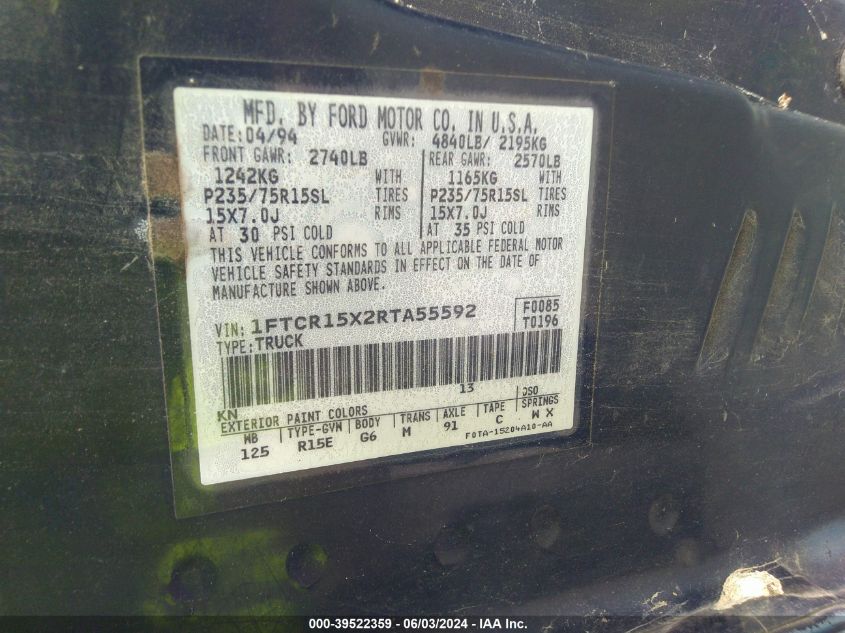 MFD. BY FORD MOTOR CO. IN U.S.A.
DATE: 04/94 GVWR: 4840LB/ 2195KG
FRONT GAWR: 2740LB REAR GAWR: 2570LB
1242KG WITH 1165KG WITH
P235/75R15SL TIRES P235/75R15SL TIRES
15X7.0J RIMS 15X7.0J RIMS
AT 30 PSI COLD AT 35 PSI COLD
THIS VEHICLE CONFORMS TO ALL APPLICABLE FEDERAL MOTOR
VEHICLE SAFETY STANDARDS IN EFFECT ON THE DATE OF
MANUFACTURE SHOWN ABOVE.
VIN: 1FTCR15X2RTA55592 F0085
TYPE: TRUCK T0196
13 DSO
KN
EXTERIOR PAINT COLORS
WB TYPE-GVM BODY TRANS AXLE TAPE SPRINGS
125 R15E G6 M 91 C W X
F0TA-15204A10-AA
000-39522359 - 06/03/2024 - IAA Inc.